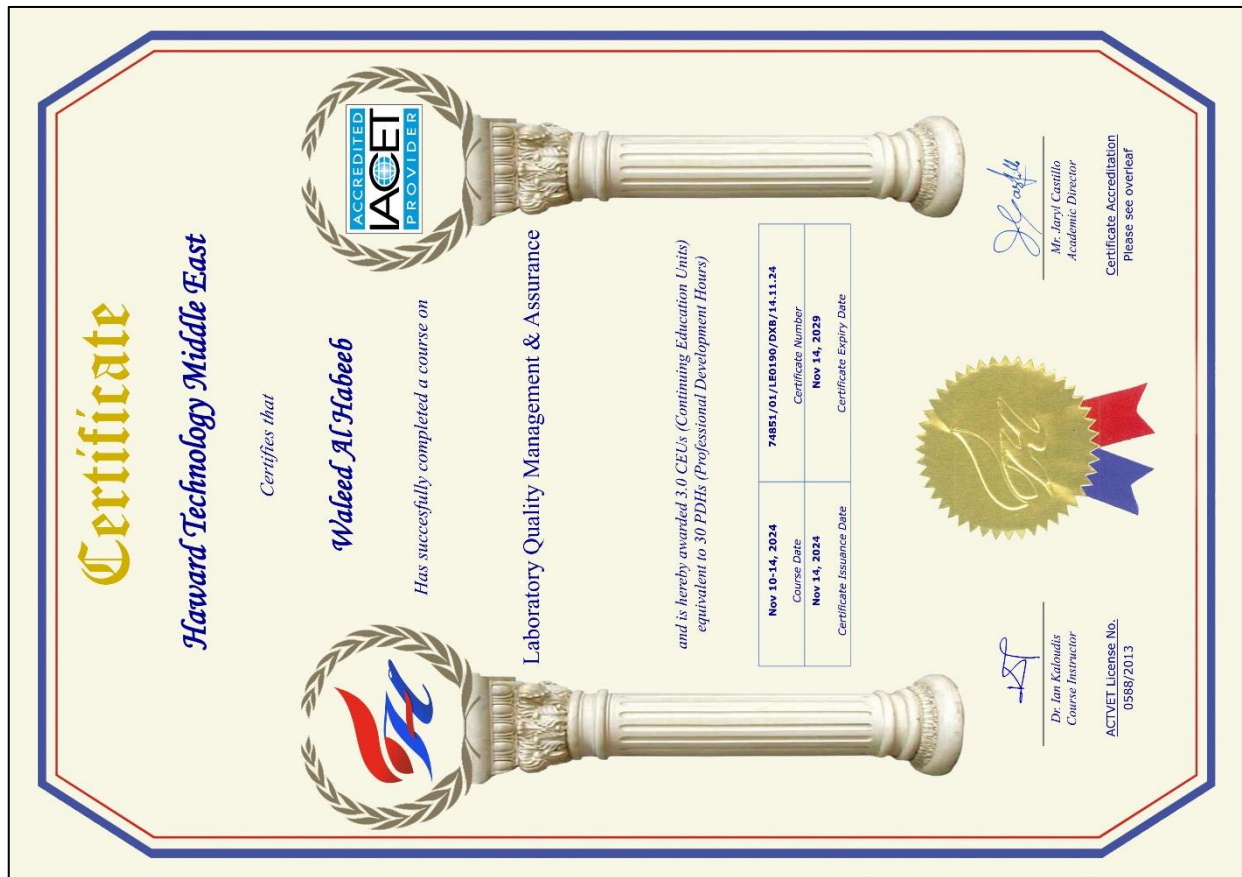 Certificate
Haward Technology Middle East
Certifies that
Waleed Al Habeeb
Has succesfully completed a course on
Laboratory Quality Management & Assurance
ACCREDITED
IACET
PROVIDER
and is hereby awarded 3.0 CEUs (Continuing Education Units)
equivalent to 30 PDHs (Professional Development Hours)
Nov 10-14, 2024
Course Date
74851/01/LE0190/DXB/14.11.24
Certificate Number
Nov 14, 2024
Certificate Issuance Date
Nov 14, 2029
Certificate Expiry Date
Dr. Ian Kaloudis
Course Instructor
ACTVET License No.
0588/2013
Mr. Jaryl Castillo
Academic Director
Certificate Accreditation
Please see overleaf